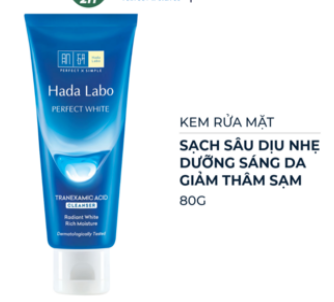 肌研
PERFECT & SIMPLE
Hada Labo
PERFECT WHITE
TRANEXAMIC ACID
CLEANSER
Radiant White
Rich Moisture
Dermatologically Tested
KEM RỬA MẶT
SẠCH SÂU DỊU NHẸ
DƯỠNG SÁNG DA
GIẢM THÂM SẠM
80G